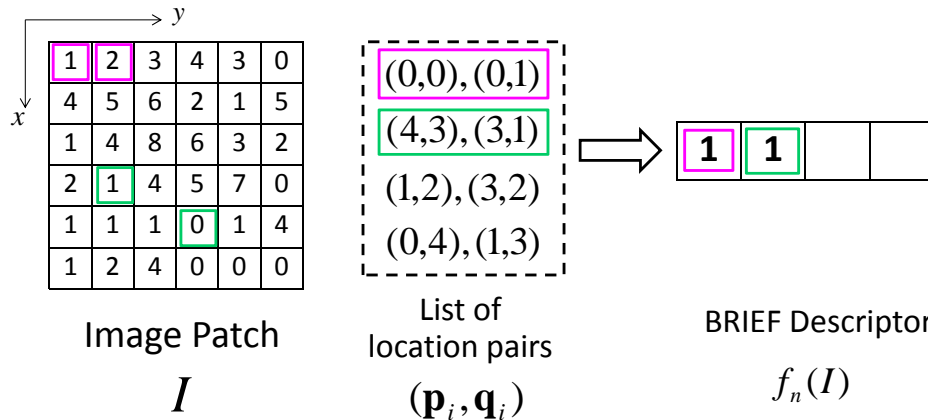 y
x
1 2 3 4 3 0
4 5 6 2 1 5
1 4 8 6 3 2
2 1 4 5 7 0
1 1 1 0 1 4
1 2 4 0 0 0
Image Patch
I
(0,0),(0,1)
(4,3),(3,1)
(1,2),(3,2)
(0,4),(1,3)
List of
location pairs
(𝐩ᵢ,𝐪ᵢ)
1 1
BRIEF Descriptor
fₙ(I)